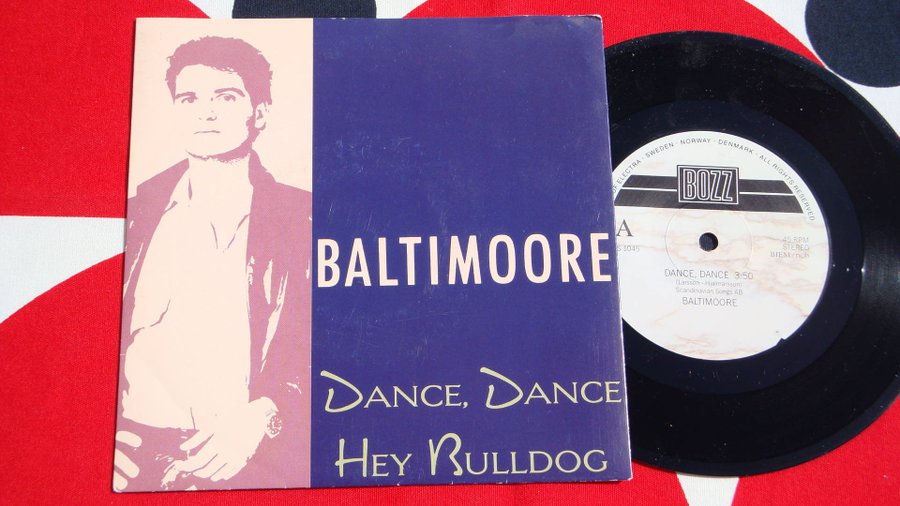 BALTIMOORE
DANCE, DANCE
HEY BULLDOG
ELECTRA · SWEDEN · NORWAY · DENMARK · ALL RIGHTS RESERVED
BOZZ
A
1045
45 RPM
STEREO
DANCE, DANCE 3:50
Scandinavian Songs AB
BALTIMOORE